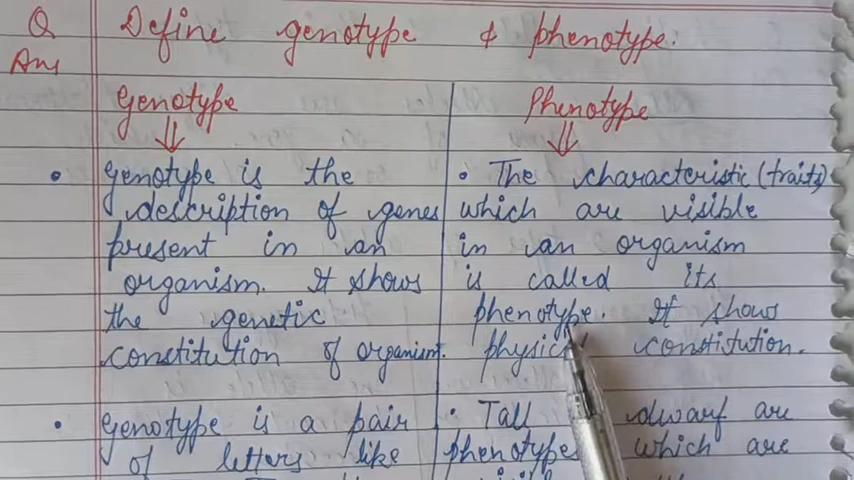 Q Define genotype & phenotype:
Ans
Genotype
⇓
• Genotype is the
description of genes
present in an
organism. It shows
the genetic
constitution of organism.
• Genotype is a pair
of letters like
Phenotype
⇓
• The characteristic (traits)
which are visible
in an organism
is called its
phenotype. It shows
constitution.
• Tall dwarf are
phenotype which are